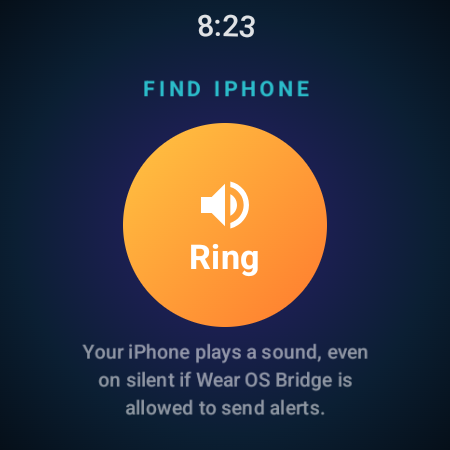 8:23
FIND IPHONE
Ring
Your iPhone plays a sound, even
on silent if Wear OS Bridge is
allowed to send alerts.